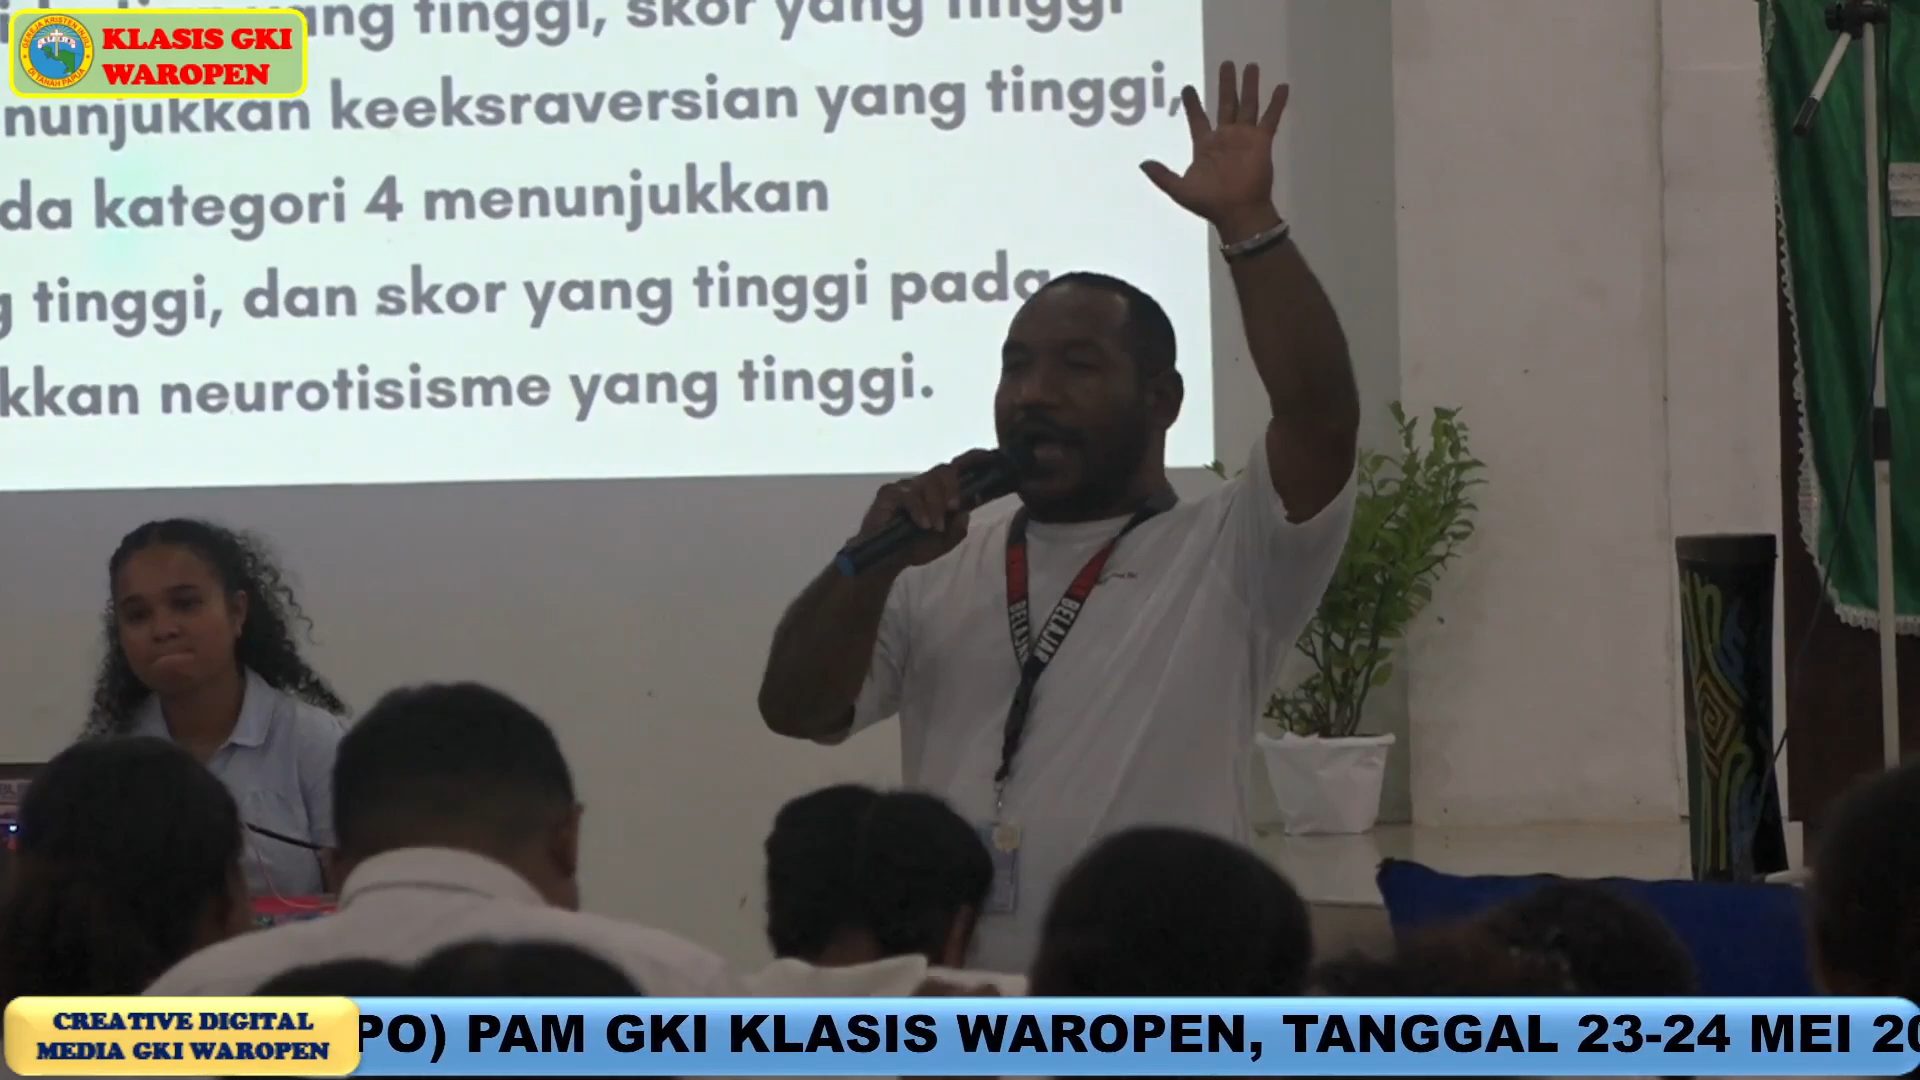 yang tinggi, skor yang tinggi
KLASIS GKI
WAROPEN
nunjukkan keeksraversian yang tinggi,
da kategori 4 menunjukkan
g tinggi, dan skor yang tinggi pada
kkan neurotisisme yang tinggi.
BELAJAR
CREATIVE DIGITAL
MEDIA GKI WAROPEN
PO) PAM GKI KLASIS WAROPEN, TANGGAL 23-24 MEI 20